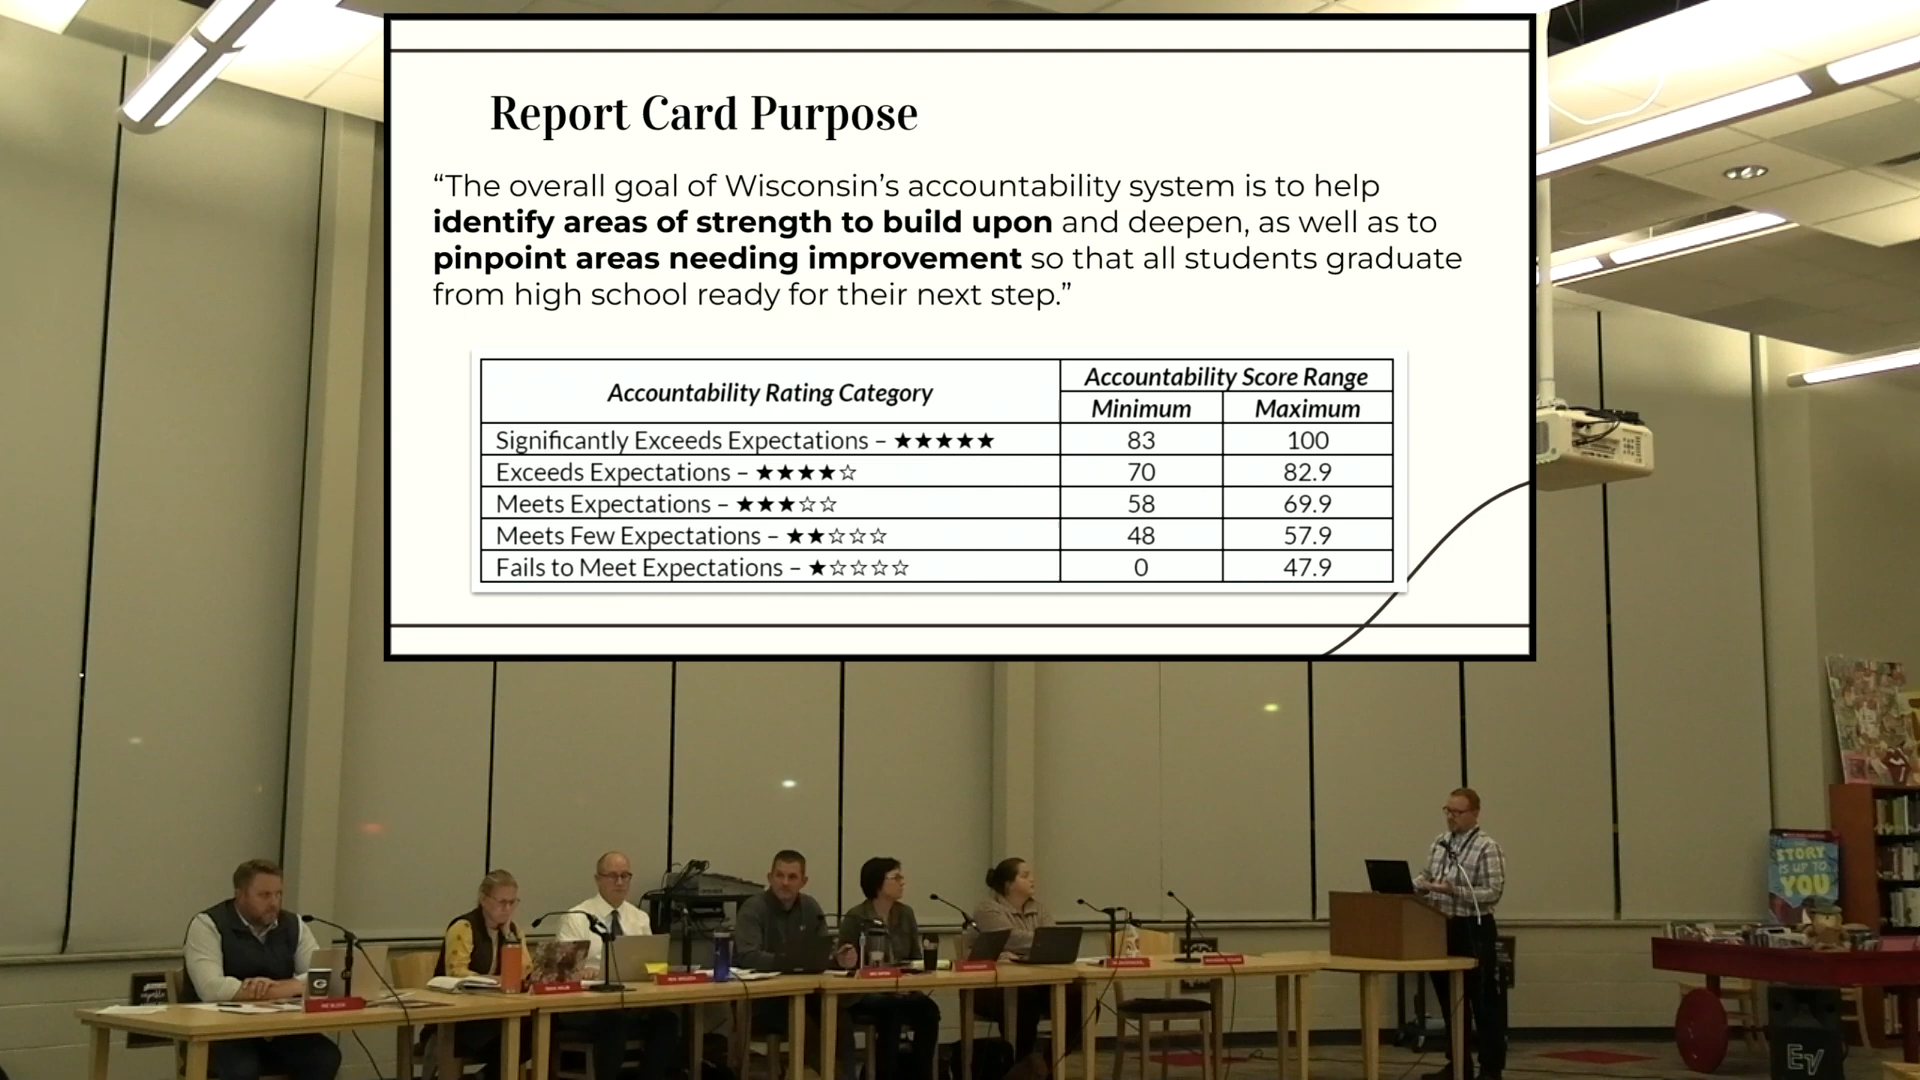 Report Card Purpose
“The overall goal of Wisconsin’s accountability system is to help
identify areas of strength to build upon and deepen, as well as to
pinpoint areas needing improvement so that all students graduate
from high school ready for their next step.”
Accountability Rating Category Accountability Score Range
Minimum Maximum
Significantly Exceeds Expectations – ★★★★★ 83 100
Exceeds Expectations – ★★★★☆ 70 82.9
Meets Expectations – ★★★☆☆ 58 69.9
Meets Few Expectations – ★★☆☆☆ 48 57.9
Fails to Meet Expectations – ★☆☆☆☆ 0 47.9
STORY
IS UP TO
YOU
G
EV